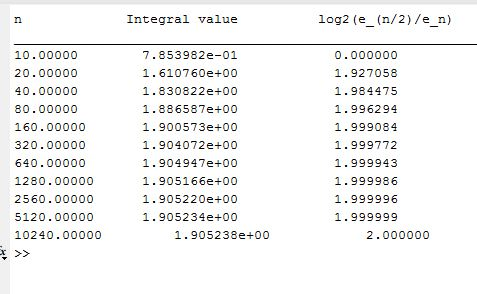 n Integral value log2(e_(n/2)/e_n)
10.00000 7.853982e-01 0.000000
20.00000 1.610760e+00 1.927058
40.00000 1.830822e+00 1.984475
80.00000 1.886587e+00 1.996294
160.00000 1.900573e+00 1.999084
320.00000 1.904072e+00 1.999772
640.00000 1.904947e+00 1.999943
1280.00000 1.905166e+00 1.999986
2560.00000 1.905220e+00 1.999996
5120.00000 1.905234e+00 1.999999
10240.00000 1.905238e+00 2.000000
>>